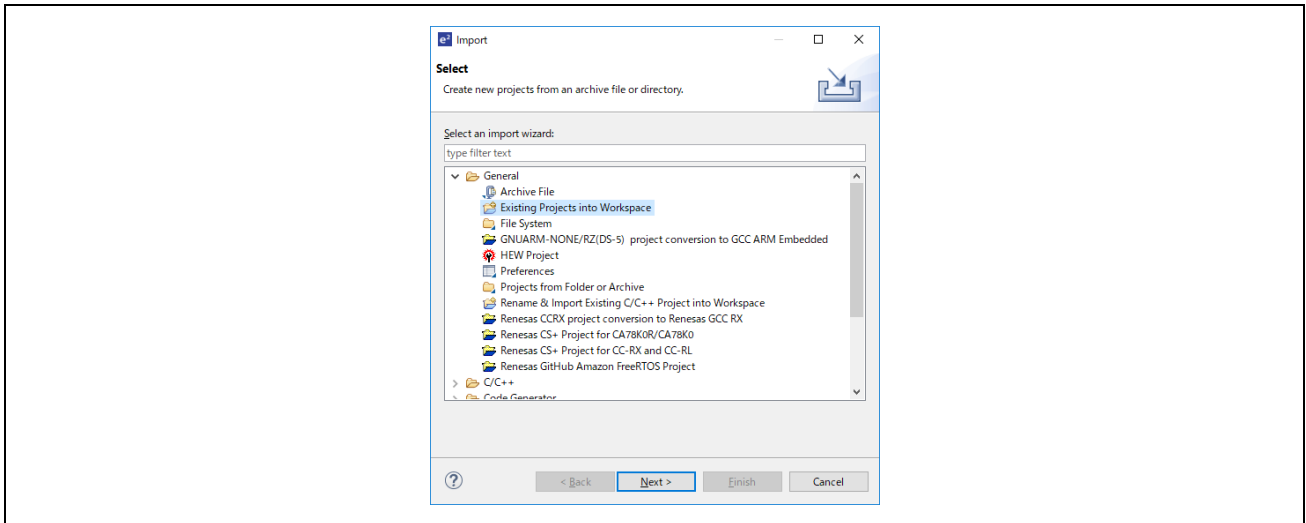 e² Import
Select
Create new projects from an archive file or directory.
Select an import wizard:
type filter text
General
Archive File
Existing Projects into Workspace
File System
GNUARM-NONE/RZ(DS-5) project conversion to GCC ARM Embedded
HEW Project
Preferences
Projects from Folder or Archive
Rename & Import Existing C/C++ Project into Workspace
Renesas CCRX project conversion to Renesas GCC RX
Renesas CS+ Project for CA78K0R/CA78K0
Renesas CS+ Project for CC-RX and CC-RL
Renesas GitHub Amazon FreeRTOS Project
C/C++
Code Generator
? < Back Next > Finish Cancel